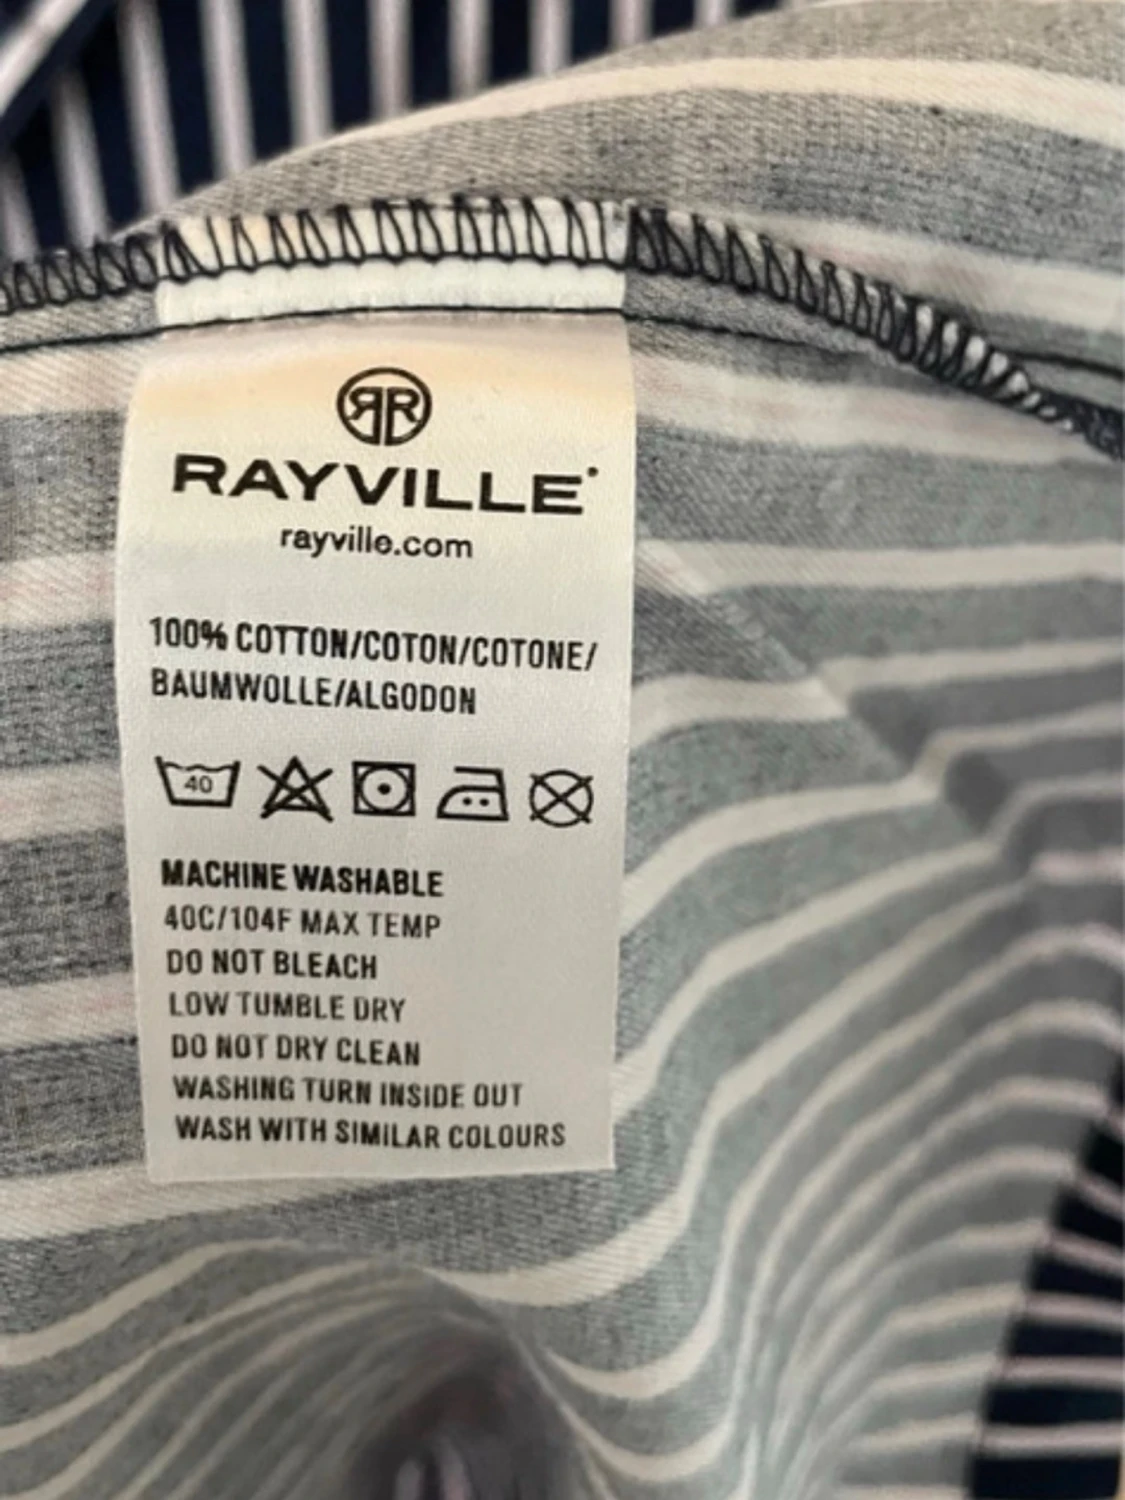 RR
RAYVILLE
rayville.com
100% COTTON/COTON/COTONE/
BAUMWOLLE/ALGODON
40
MACHINE WASHABLE
40C/104F MAX TEMP
DO NOT BLEACH
LOW TUMBLE DRY
DO NOT DRY CLEAN
WASHING TURN INSIDE OUT
WASH WITH SIMILAR COLOURS